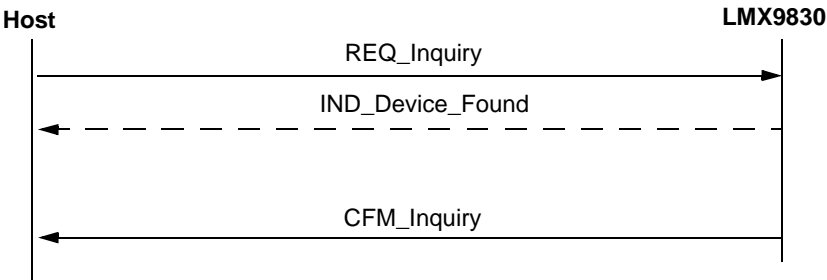 Host
LMX9830
REQ_Inquiry
IND_Device_Found
CFM_Inquiry